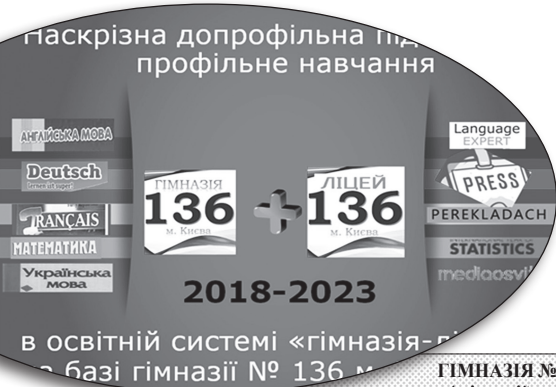 Наскрізна допрофільна
профільне навчання
АНГЛІЙСЬКА МОВА
Deutsch
lernen ist super!
FRANÇAIS
МАТЕМАТИКА
Українська
мова
ГІМНАЗІЯ
136
м. Києва
ЛІЦЕЙ
136
м. Києва
Language
EXPERT
PRESS
PEREKLADACH
STATISTICS
2018-2023
в освітній системі «гімназія-
базі гімназії № 136 м
ГІМНАЗІЯ №